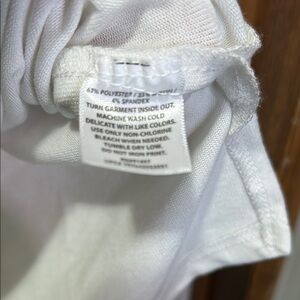 4% SPANDEX
TURN GARMENT INSIDE OUT.
MACHINE WASH COLD
DELICATE WITH LIKE COLORS.
USE ONLY NON-CHLORINE
BLEACH WHEN NEEDED.
TUMBLE DRY LOW.
DO NOT IRON PRINT.